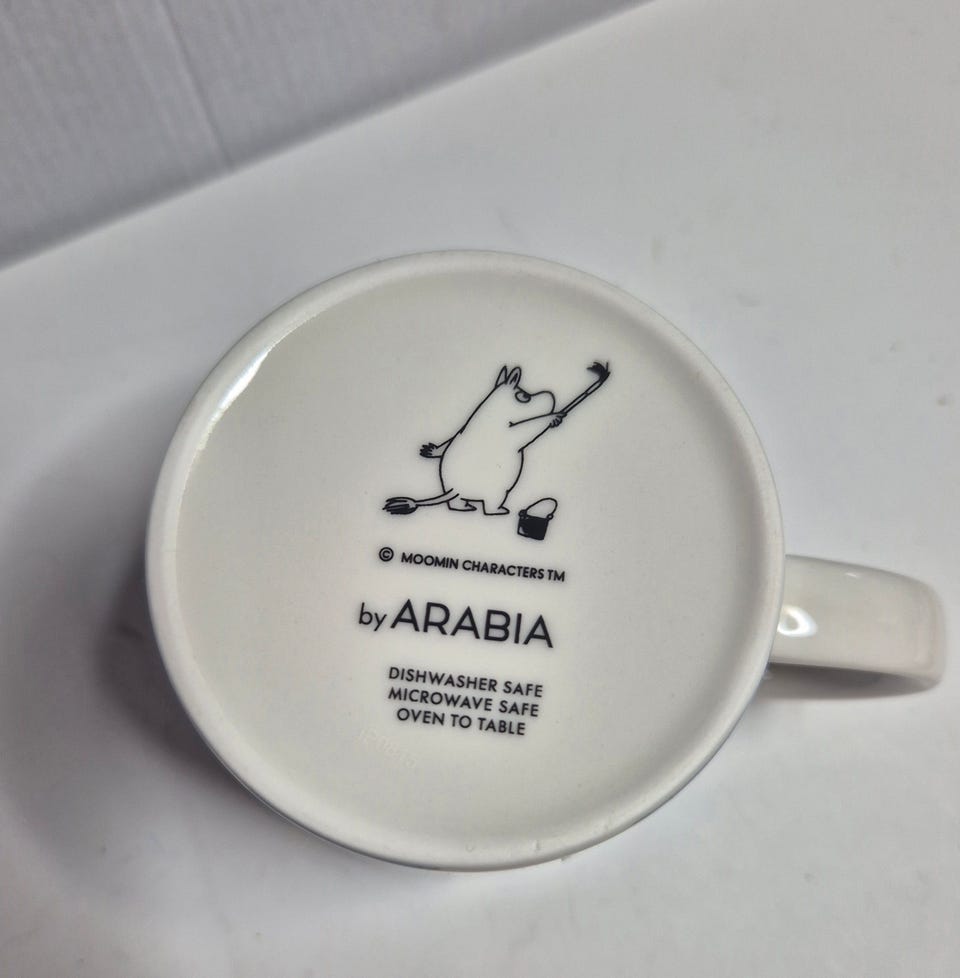 © MOOMIN CHARACTERS TM
by ARABIA
DISHWASHER SAFE
MICROWAVE SAFE
OVEN TO TABLE